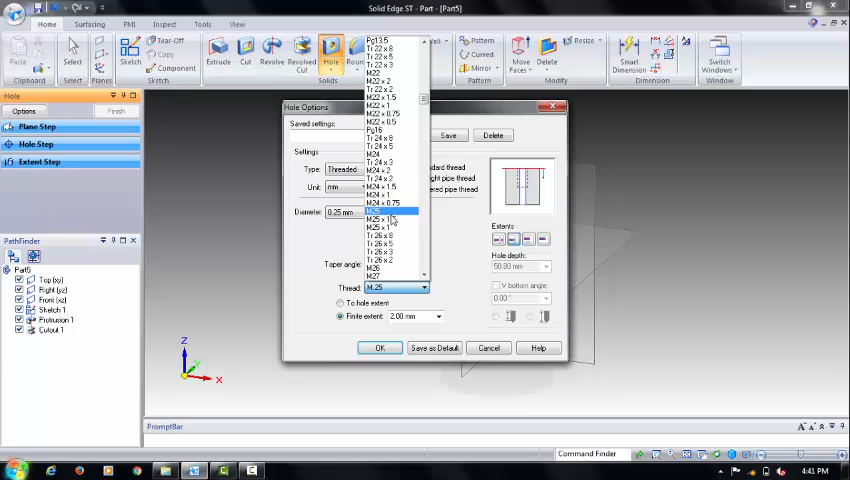 Solid Edge ST - Part - [Part5]
Home
Surfacing
PMI
Inspect
Tools
View
Paste
Clipboard
Select
Select
Tear-Off
Copy
Component
Sketch
Sketch
Planes
Extrude
Cut
Revolve
Revolved Cut
Hole
Solids
Pattern
Curved
Mirror
Pattern
Move Faces
Design
Delete
Resize
Modify
Smart Dimension
Dimension
Switch Windows
Window
Hole
Options
Finish
Plane Step
Hole Step
Extent Step
PathFinder
Part5
Top (xy)
Right (yz)
Front (xz)
Sketch 1
Protrusion 1
Cutout 1
Hole Options
Saved settings:
Save
Delete
Settings
Type:
Threaded
Unit:
mm
Diameter:
0.25 mm
Taper angle:
Thread:
M.25
To hole extent
Finite extent:
2.00 mm
OK
Save as Default
Cancel
Help
Extents
Hole depth:
50.80 mm
V bottom angle:
0.00 °
Pg13.5
Tr 22 x 8
Tr 22 x 5
Tr 22 x 3
M22
M22 x 2
Tr 22 x 2
M22 x 1.5
M22 x 1
M22 x 0.75
M22 x 0.5
Pg16
Tr 24 x 8
Tr 24 x 5
M24
Tr 24 x 3
M24 x 2
Tr 24 x 2
M24 x 1.5
M24 x 1
M24 x 0.75
M25
M25 x 1
Tr 26 x 8
Tr 26 x 5
Tr 26 x 3
Tr 26 x 2
M26
M27
Z
Y
X
PromptBar
Command Finder
4:41 PM